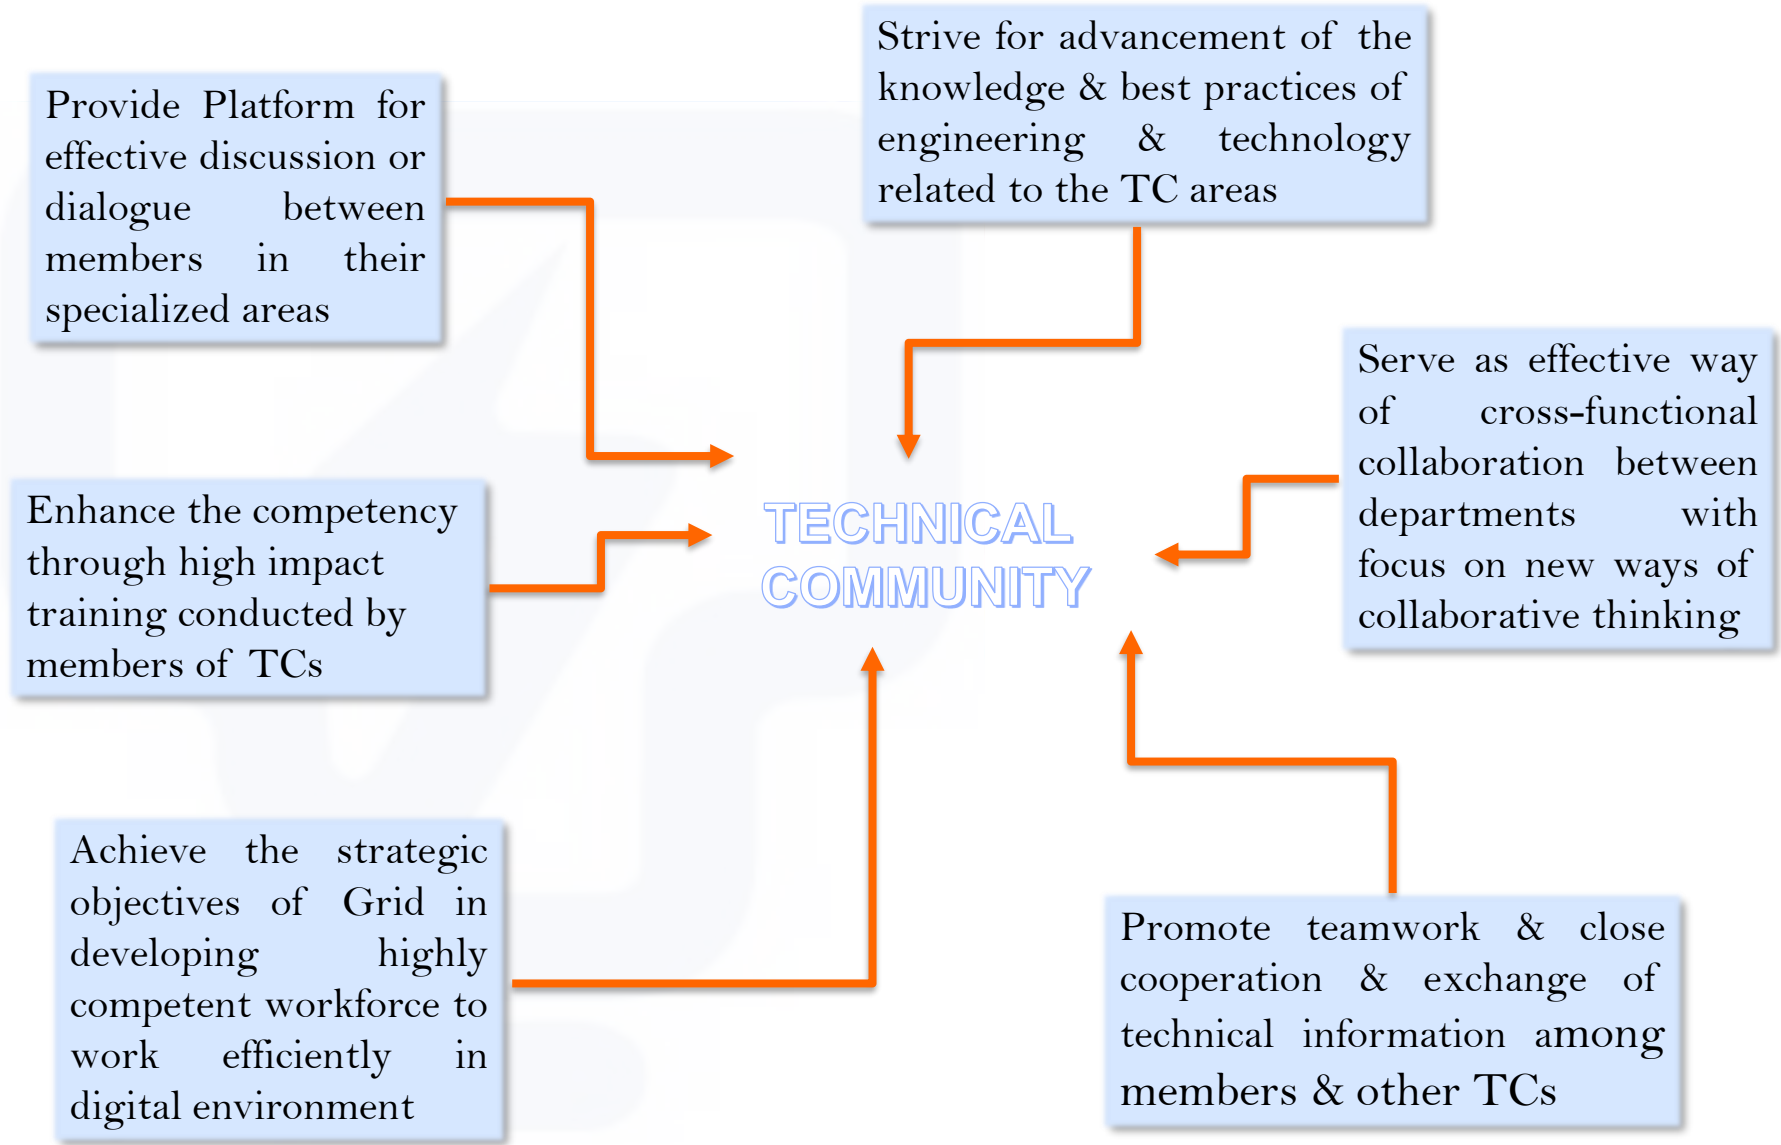 Provide Platform for
effective discussion or
dialogue between
members in their
specialized areas
Strive for advancement of the
knowledge & best practices of
engineering & technology
related to the TC areas
Serve as effective way
of cross-functional
collaboration between
departments with
focus on new ways of
collaborative thinking
Enhance the competency
through high impact
training conducted by
members of TCs
TECHNICAL
COMMUNITY
Achieve the strategic
objectives of Grid in
developing highly
competent workforce to
work efficiently in
digital environment
Promote teamwork & close
cooperation & exchange of
technical information among
members & other TCs